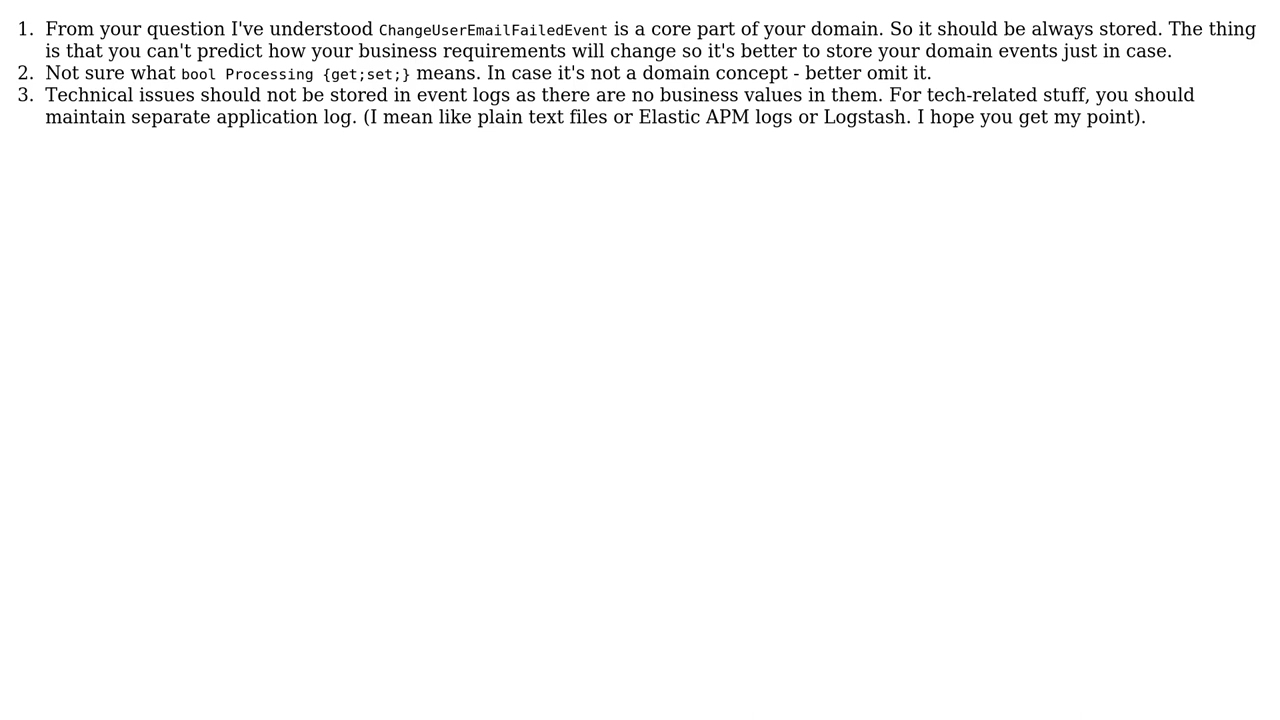 1. From your question I've understood ChangeUserEmailFailedEvent is a core part of your domain. So it should be always stored. The thing
is that you can't predict how your business requirements will change so it's better to store your domain events just in case.
2. Not sure what bool Processing {get;set;} means. In case it's not a domain concept - better omit it.
3. Technical issues should not be stored in event logs as there are no business values in them. For tech-related stuff, you should
maintain separate application log. (I mean like plain text files or Elastic APM logs or Logstash. I hope you get my point).